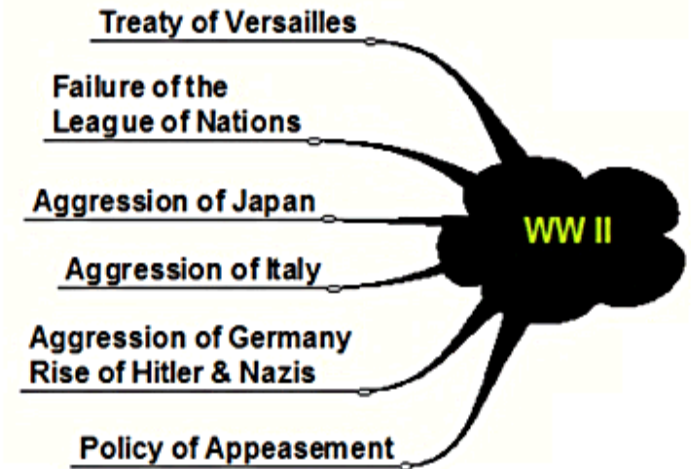 Treaty of Versailles
Failure of the
League of Nations
Aggression of Japan
WW II
Aggression of Italy
Aggression of Germany
Rise of Hitler & Nazis
Policy of Appeasement